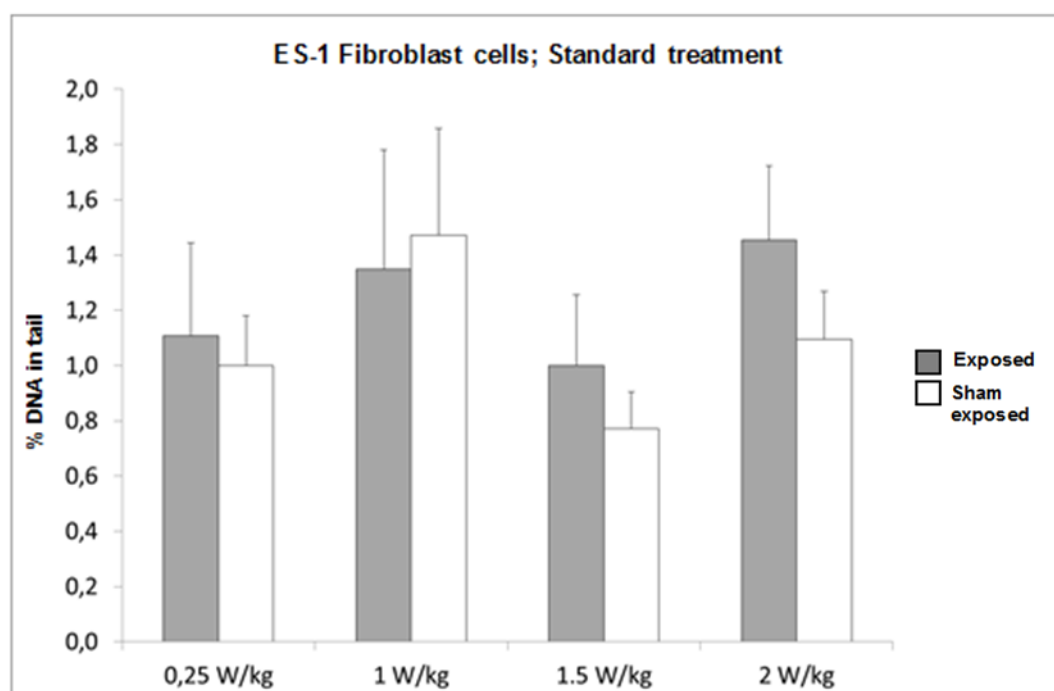 ES-1 Fibroblast cells; Standard treatment
% DNA in tail
2,0
1,8
1,6
1,4
1,2
1,0
0,8
0,6
0,4
0,2
0,0
0,25 W/kg
1 W/kg
1.5 W/kg
2 W/kg
Exposed
Sham
exposed